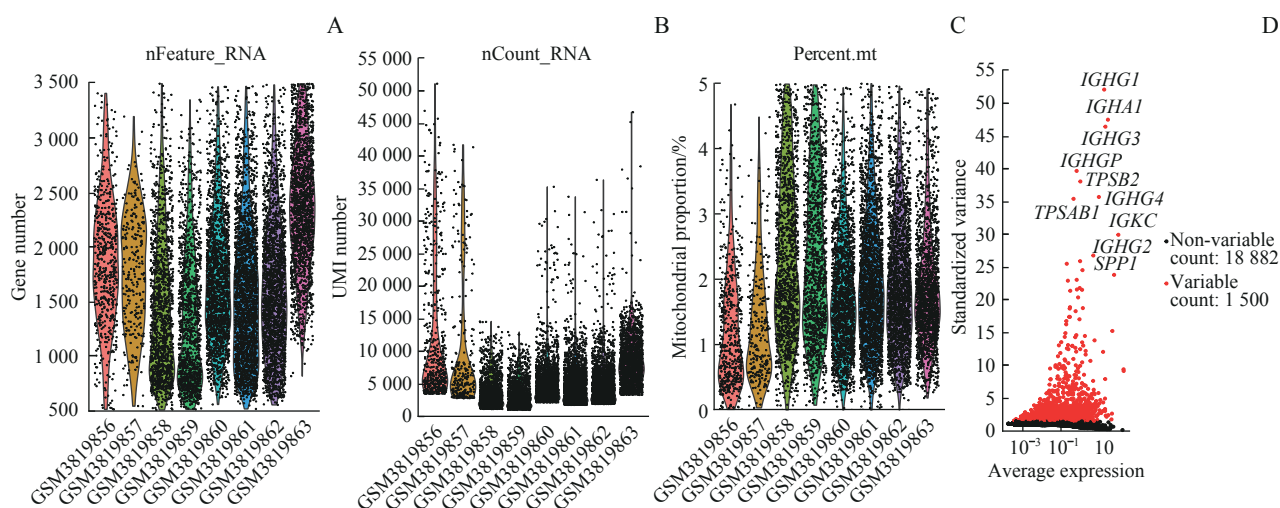 A
nFeature_RNA
Gene number
3 500
3 000
2 500
2 000
1 500
1 000
500
GSM3819856
GSM3819857
GSM3819858
GSM3819859
GSM3819860
GSM3819861
GSM3819862
GSM3819863
B
nCount_RNA
UMI number
55 000
50 000
45 000
40 000
35 000
30 000
25 000
20 000
15 000
10 000
5 000
0
GSM3819856
GSM3819857
GSM3819858
GSM3819859
GSM3819860
GSM3819861
GSM3819862
GSM3819863
C
Percent.mt
Mitochondrial proportion/%
5
4
3
2
1
0
GSM3819856
GSM3819857
GSM3819858
GSM3819859
GSM3819860
GSM3819861
GSM3819862
GSM3819863
D
Standardized variance
55
50
45
40
35
30
25
20
15
10
5
0
IGHG1
IGHA1
IGHG3
IGHGP
TPSB2
IGHG4
TPSAB1
IGKC
IGHG2
SPP1
Non-variable
count: 18 882
Variable
count: 1 500
10⁻³
10⁻¹
10
Average expression